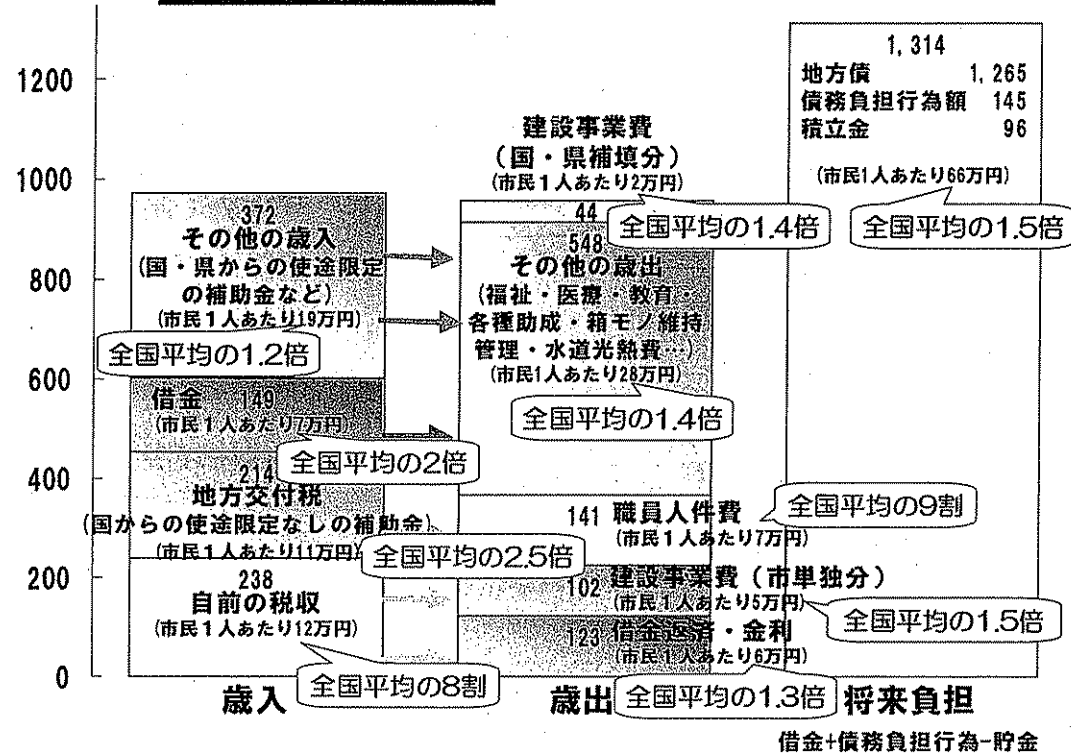 1200
1000
800
600
400
200
0
372
その他の歳入
(国・県からの使途限定
の補助金など)
(市民1人あたり19万円)
全国平均の1.2倍
借金 149
(市民1人あたり7万円)
全国平均の2倍
214
地方交付税
(国からの使途限定なしの補助金)
(市民1人あたり11万円)
全国平均の2.5倍
238
自前の税収
(市民1人あたり12万円)
全国平均の8割
歳入
建設事業費
(国・県補填分)
(市民1人あたり2万円)
44
全国平均の1.4倍
548
その他の歳出
(福祉・医療・教育…
各種助成・箱モノ維持
管理・水道光熱費…)
(市民1人あたり28万円)
全国平均の1.4倍
141 職員人件費
(市民1人あたり7万円)
全国平均の9割
102 建設事業費(市単独分)
(市民1人あたり5万円)
全国平均の1.5倍
123 借金返済・金利
(市民1人あたり6万円)
全国平均の1.3倍
歳出
1,314
地方債 1,265
債務負担行為額 145
積立金 96
(市民1人あたり66万円)
全国平均の1.5倍
将来負担
借金+債務負担行為-貯金